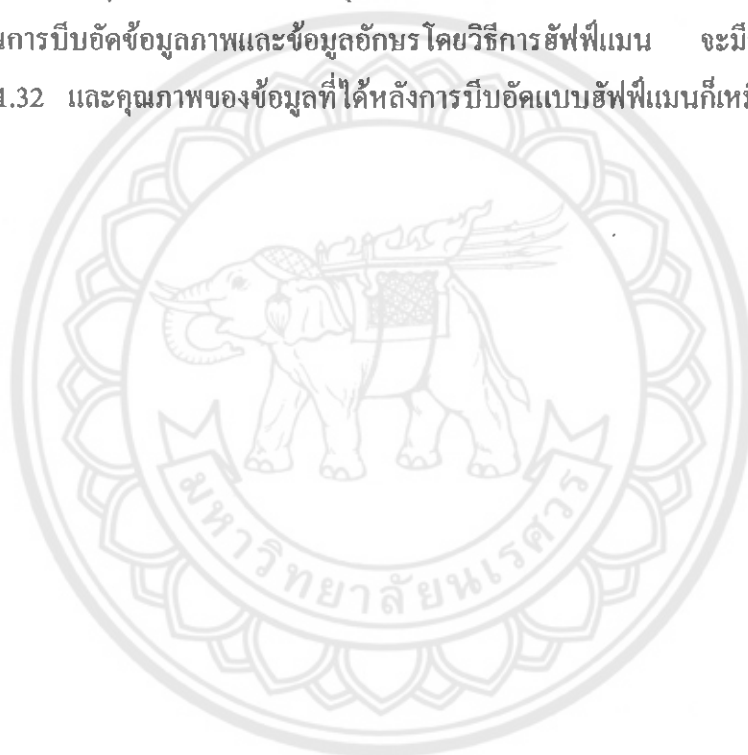 นการบีบอัดข้อมูลภาพและข้อมูลอักษรโดยวิธีการฮัฟฟ์แมน จะมี
1.32 และคุณภาพของข้อมูลที่ได้หลังการบีบอัดแบบฮัฟฟ์แมนก็เหมื
มหาวิทยาลัยนเรศวร